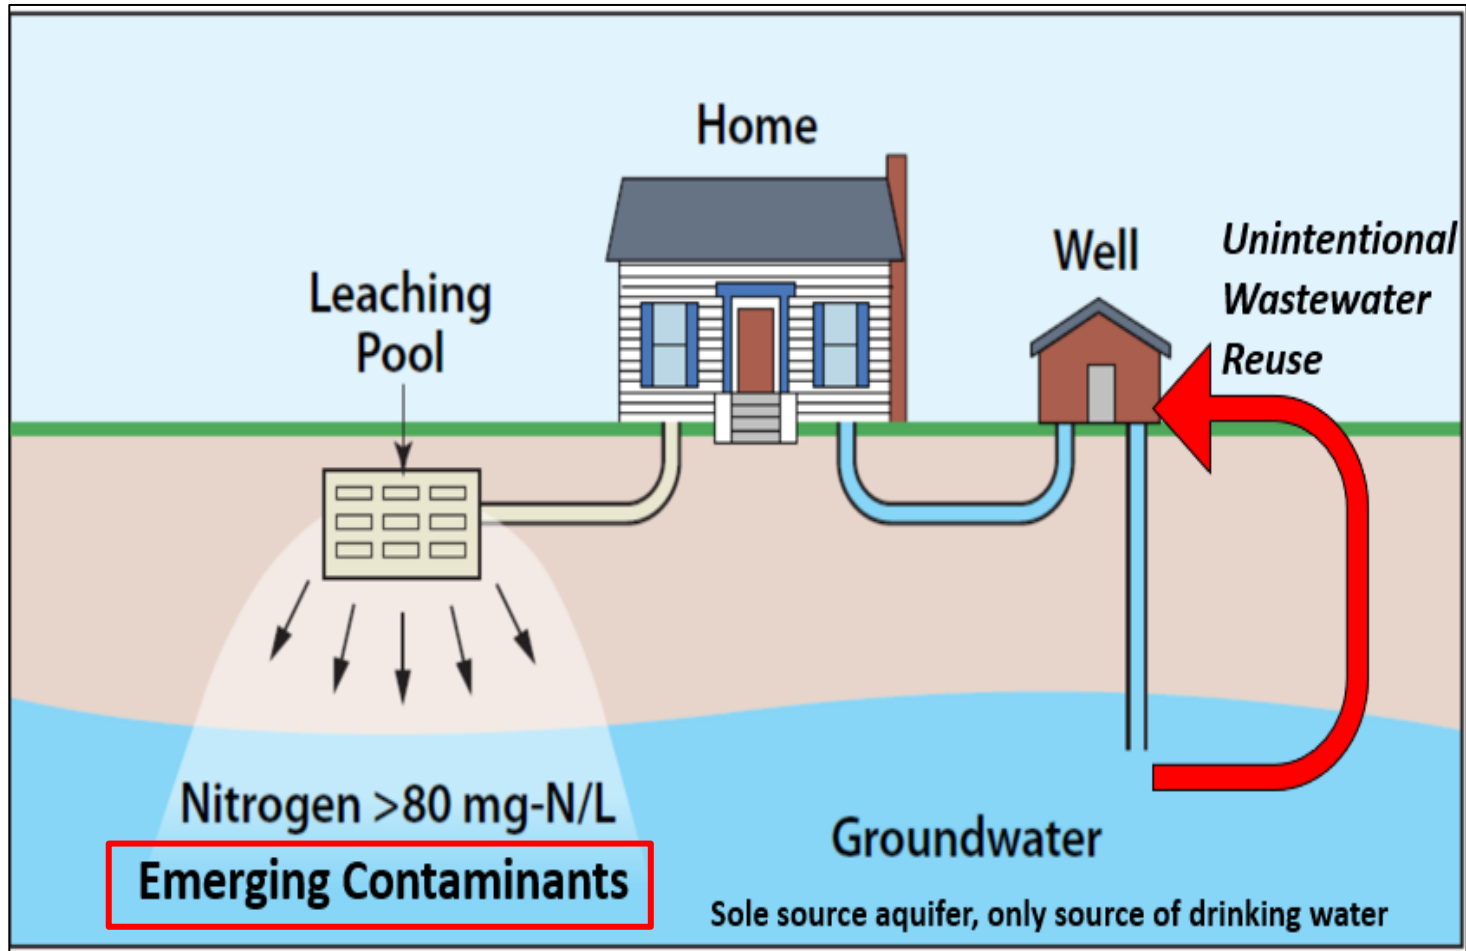 Home
Well
Unintentional
Wastewater
Reuse
Leaching
Pool
Nitrogen >80 mg-N/L
Emerging Contaminants
Groundwater
Sole source aquifer, only source of drinking water